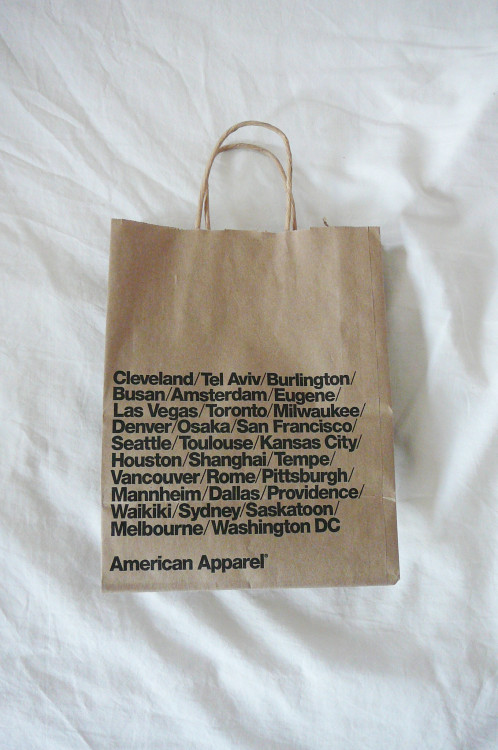 Cleveland/Tel Aviv/Burlington/
Busan/Amsterdam/Eugene/
Las Vegas/Toronto/Milwaukee/
Denver/Osaka/San Francisco/
Seattle/Toulouse/Kansas City/
Houston/Shanghai/Tempe/
Vancouver/Rome/Pittsburgh/
Mannheim/Dallas/Providence/
Waikiki/Sydney/Saskatoon/
Melbourne/Washington DC
American Apparel®